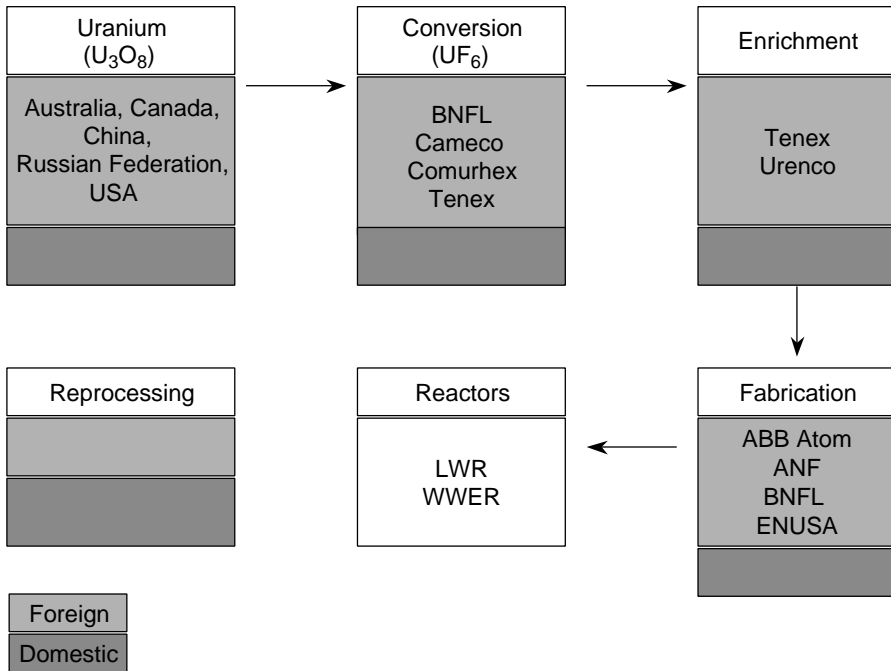 Uranium
(U₃O₈)
Australia, Canada,
China,
Russian Federation,
USA
Conversion
(UF₆)
BNFL
Cameco
Comurhex
Tenex
Enrichment
Tenex
Urenco
Reprocessing
Reactors
LWR
WWER
Fabrication
ABB Atom
ANF
BNFL
ENUSA
Foreign
Domestic